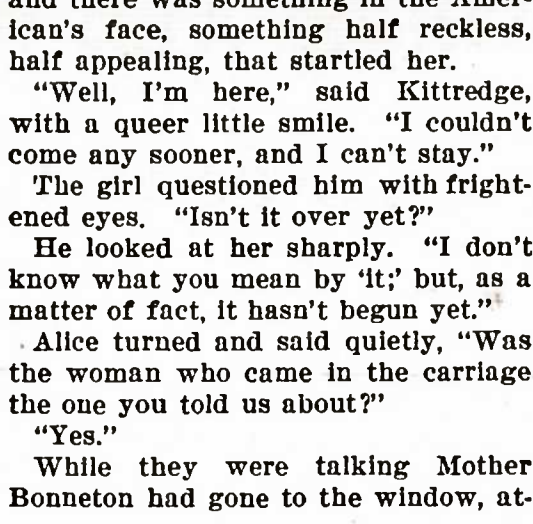 and there was something in the Amer-
ican's face, something half reckless,
half appealing, that startled her.
"Well, I'm here," said Kittredge,
with a queer little smile. "I couldn't
come any sooner, and I can't stay."
The girl questioned him with fright-
ened eyes. "Isn't it over yet?"
He looked at her sharply. "I don't
know what you mean by 'it;' but, as a
matter of fact, it hasn't begun yet."
Alice turned and said quietly, "Was
the woman who came in the carriage
the one you told us about?"
"Yes."
While they were talking Mother
Bonneton had gone to the window, at-